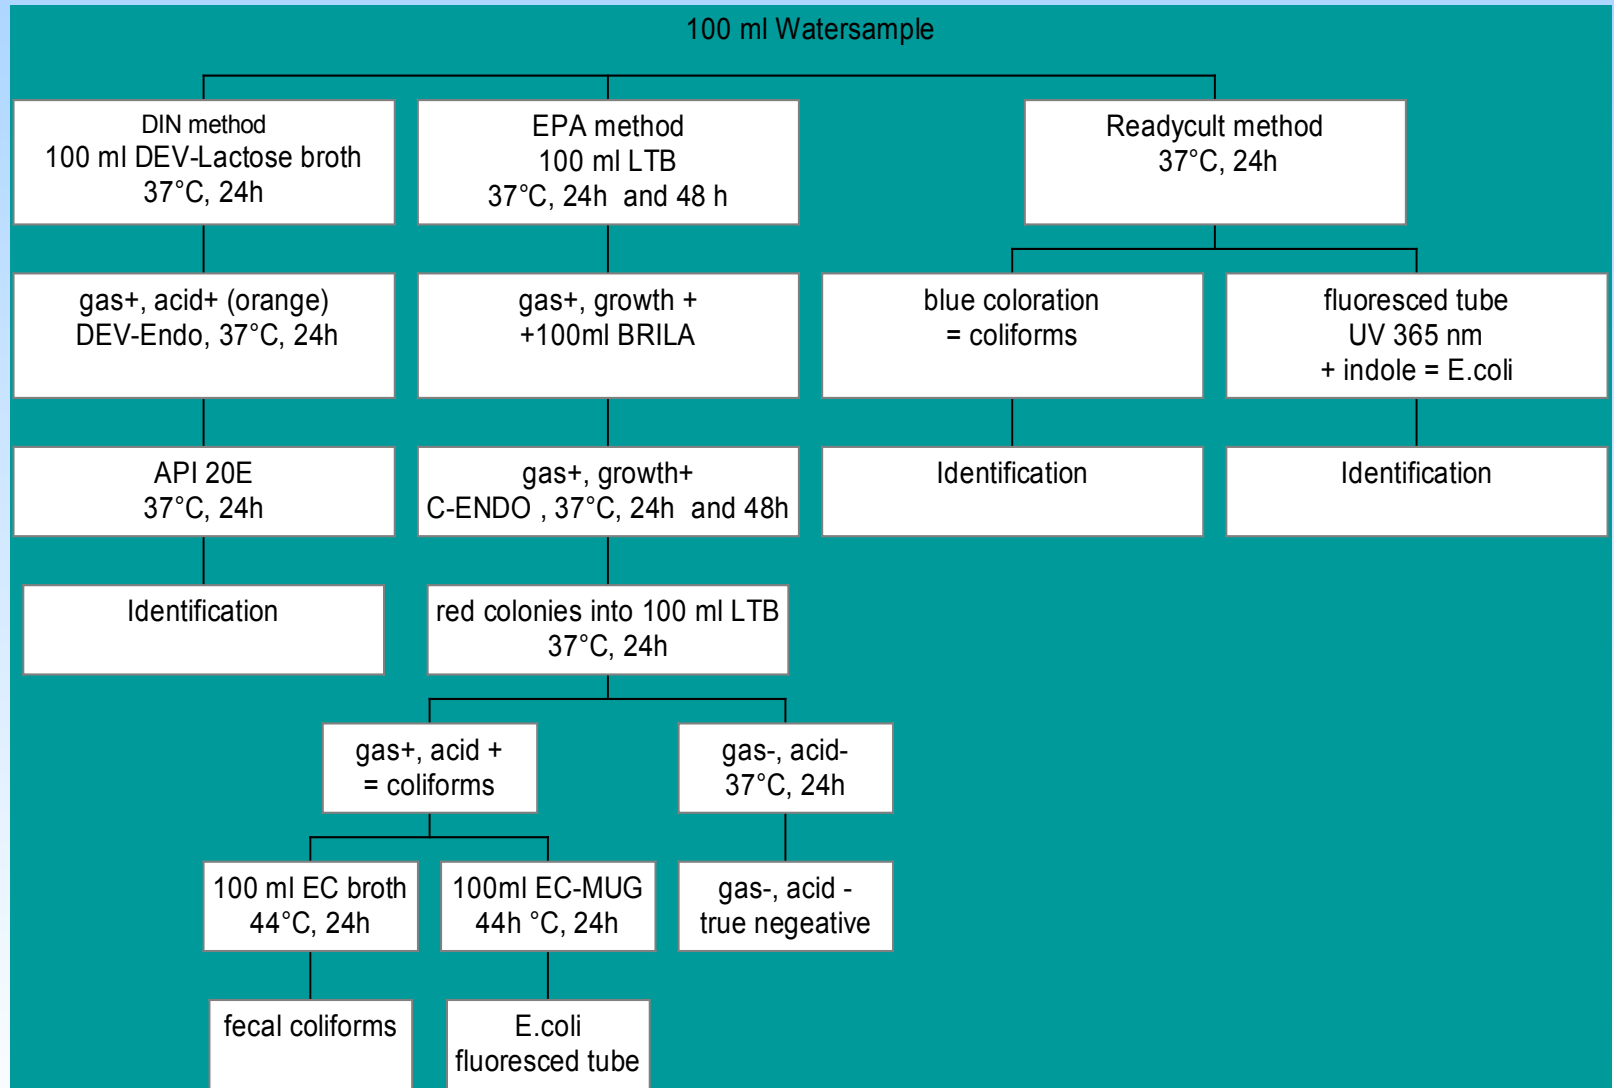 100 ml Watersample
DIN method
100 ml DEV-Lactose broth
37°C, 24h
EPA method
100 ml LTB
37°C, 24h and 48 h
Readycult method
37°C, 24h
gas+, acid+ (orange)
DEV-Endo, 37°C, 24h
gas+, growth +
+100ml BRILA
blue coloration
= coliforms
fluoresced tube
UV 365 nm
+ indole = E.coli
API 20E
37°C, 24h
gas+, growth+
C-ENDO , 37°C, 24h and 48h
Identification
Identification
Identification
red colonies into 100 ml LTB
37°C, 24h
gas+, acid +
= coliforms
gas-, acid-
37°C, 24h
100 ml EC broth
44°C, 24h
100ml EC-MUG
44h °C, 24h
gas-, acid -
true negeative
fecal coliforms
E.coli
fluoresced tube